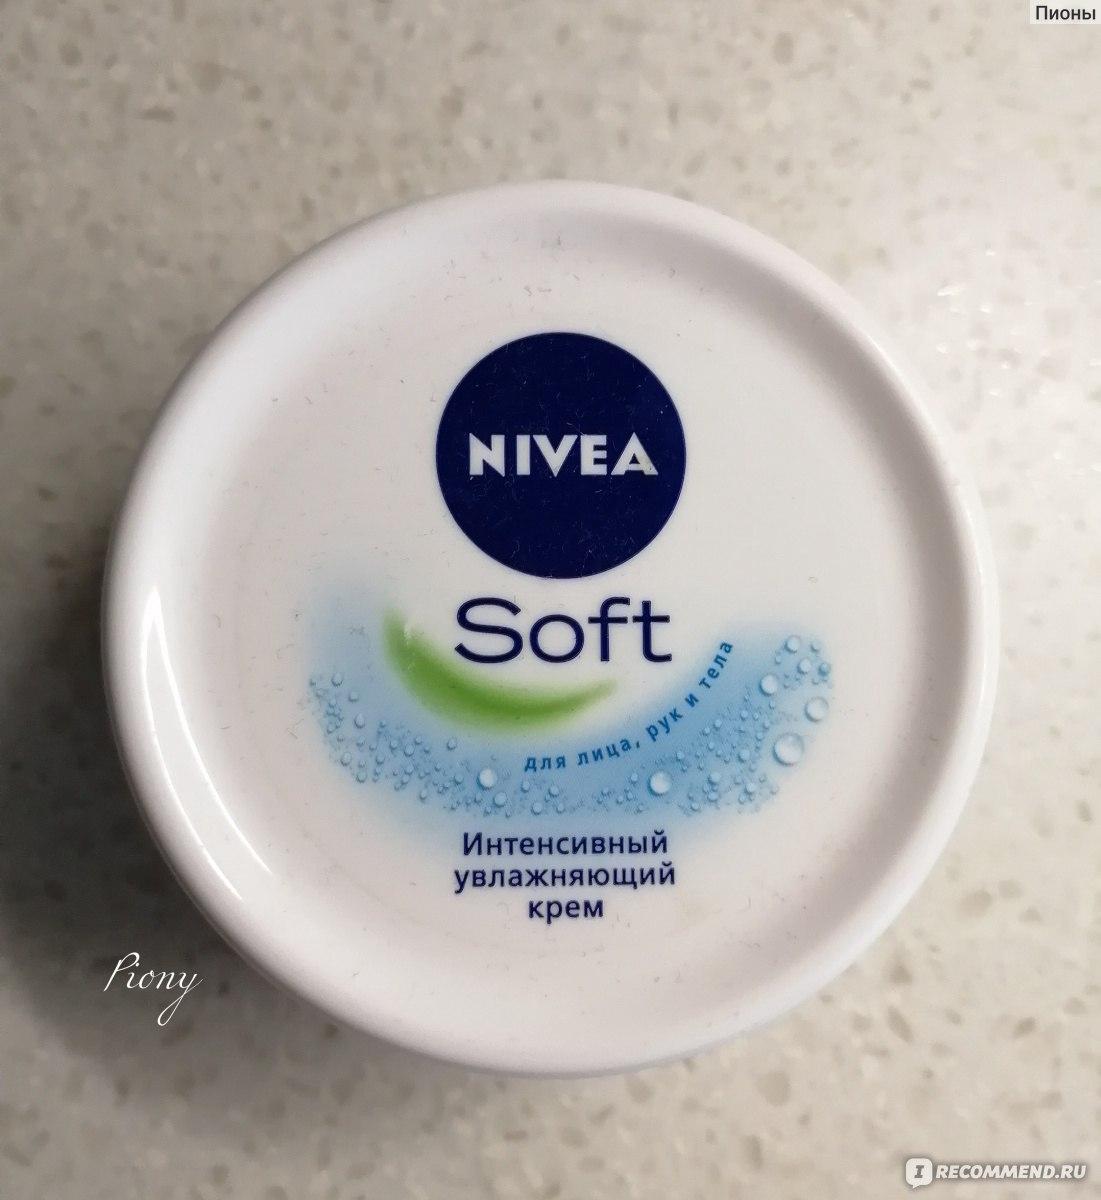 Пионы
NIVEA
Soft
для лица, рук и тела
Интенсивный
увлажняющий
крем
Piony
I RECOMMEND.RU